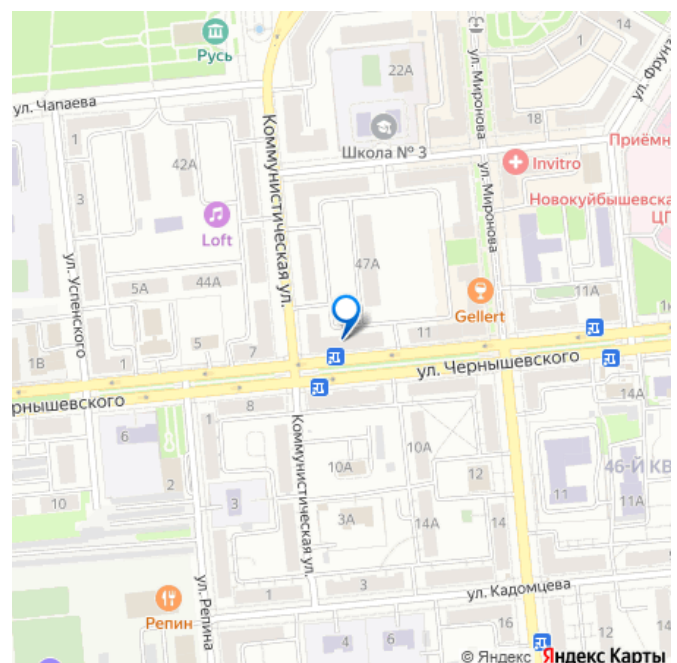 Русь
22А
1
14
ул. Миронова
ул. Фрунз
ул. Чапаева
18
1
42А
Школа № 3
Invitro
Приёмн
3
Коммунистическая ул.
ул. Миронова
Новокуйбышевска
ЦГ
Loft
ул. Успенского
47А
5А
44А
Gellert
11А
1к
1В
1
5
7
11
ул. Чернышевского
рнышевского
1
8
14А
6
Коммунистическая ул.
10А
10А
46-Й КВ
2
12
10
3
11
11А
3А
14А
14
ул. Репина
1
3
ул. Кадомцева
Репин
4
6
16
12
14
© Яндекс
Яндекс Карты